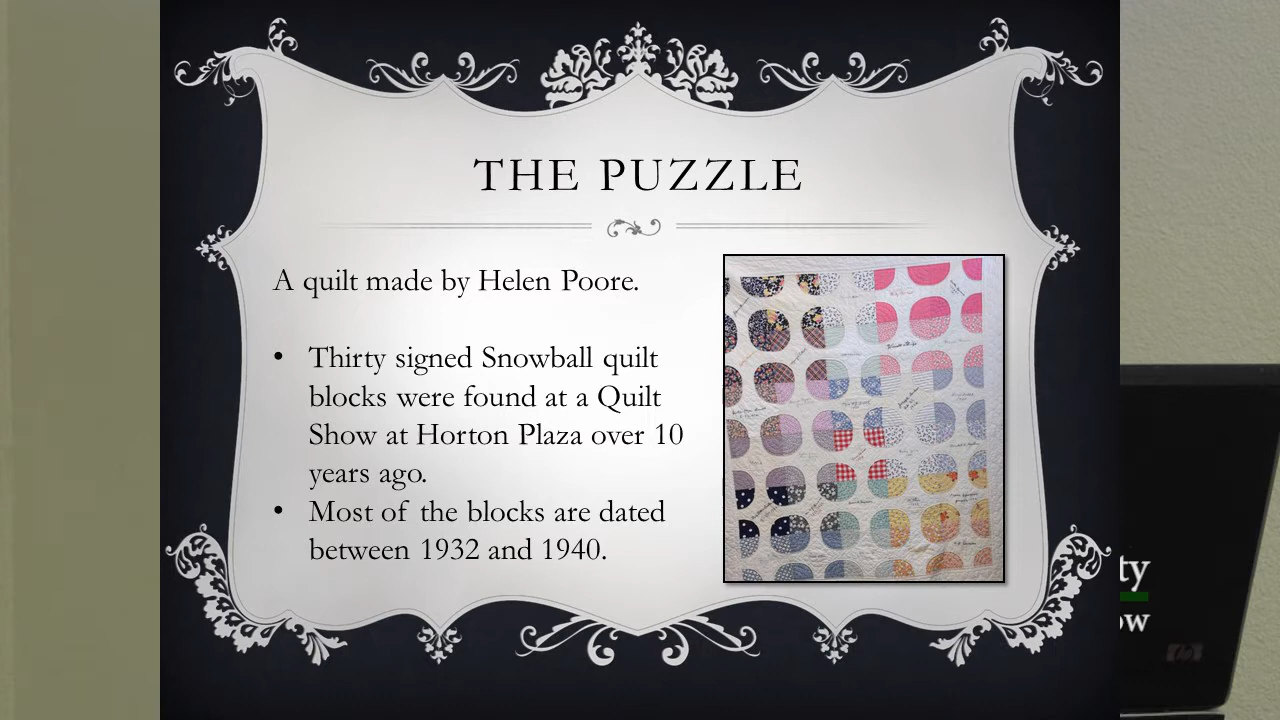 THE PUZZLE
A quilt made by Helen Poore.
• Thirty signed Snowball quilt
blocks were found at a Quilt
Show at Horton Plaza over 10
years ago.
• Most of the blocks are dated
between 1932 and 1940.
ty
ow
hp